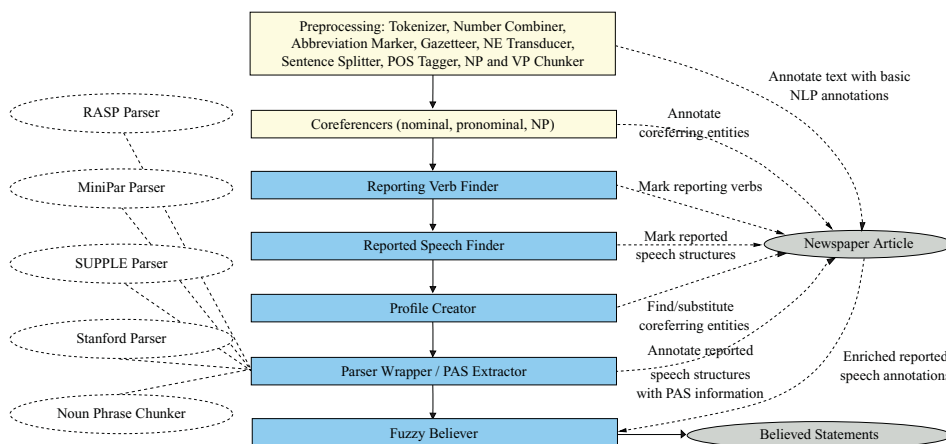 Preprocessing: Tokenizer, Number Combiner,
Abbreviation Marker, Gazetteer, NE Transducer,
Sentence Splitter, POS Tagger, NP and VP Chunker
Annotate text with basic
NLP annotations
RASP Parser
Coreferencers (nominal, pronominal, NP)
Annotate
coreferring entities
MiniPar Parser
Reporting Verb Finder
Mark reporting verbs
Reported Speech Finder
Mark reported
speech structures
Newspaper Article
SUPPLE Parser
Profile Creator
Find/substitute
coreferring entities
Stanford Parser
Parser Wrapper / PAS Extractor
Annotate reported
speech structures
with PAS information
Enriched reported
speech annotations
Noun Phrase Chunker
Fuzzy Believer
Believed Statements